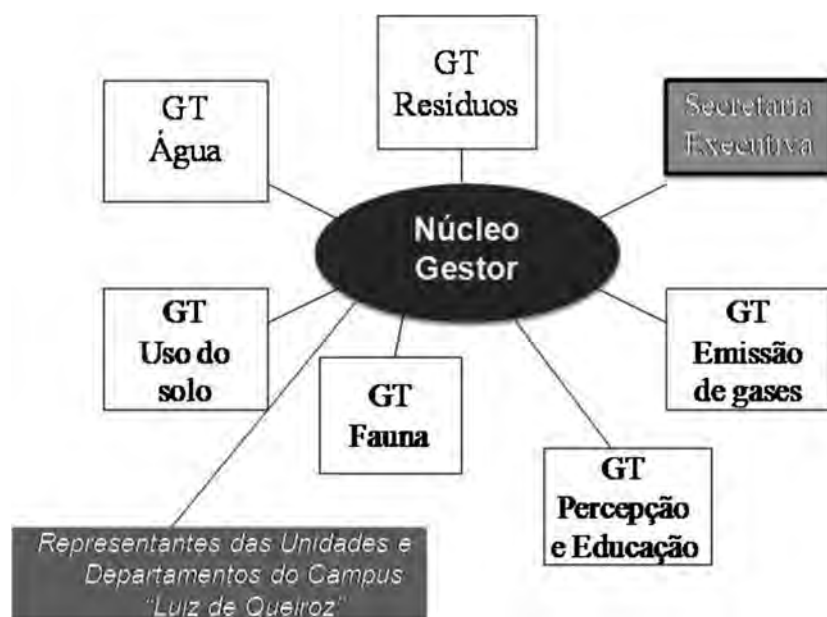 GT
Resíduos
GT
Água
Secretaria
Executiva
Núcleo
Gestor
GT
Uso do
solo
GT
Fauna
GT
Emissão
de gases
GT
Percepção
e Educação
Representantes das Unidades e
Departamentos do Campus
"Luiz de Queiroz"